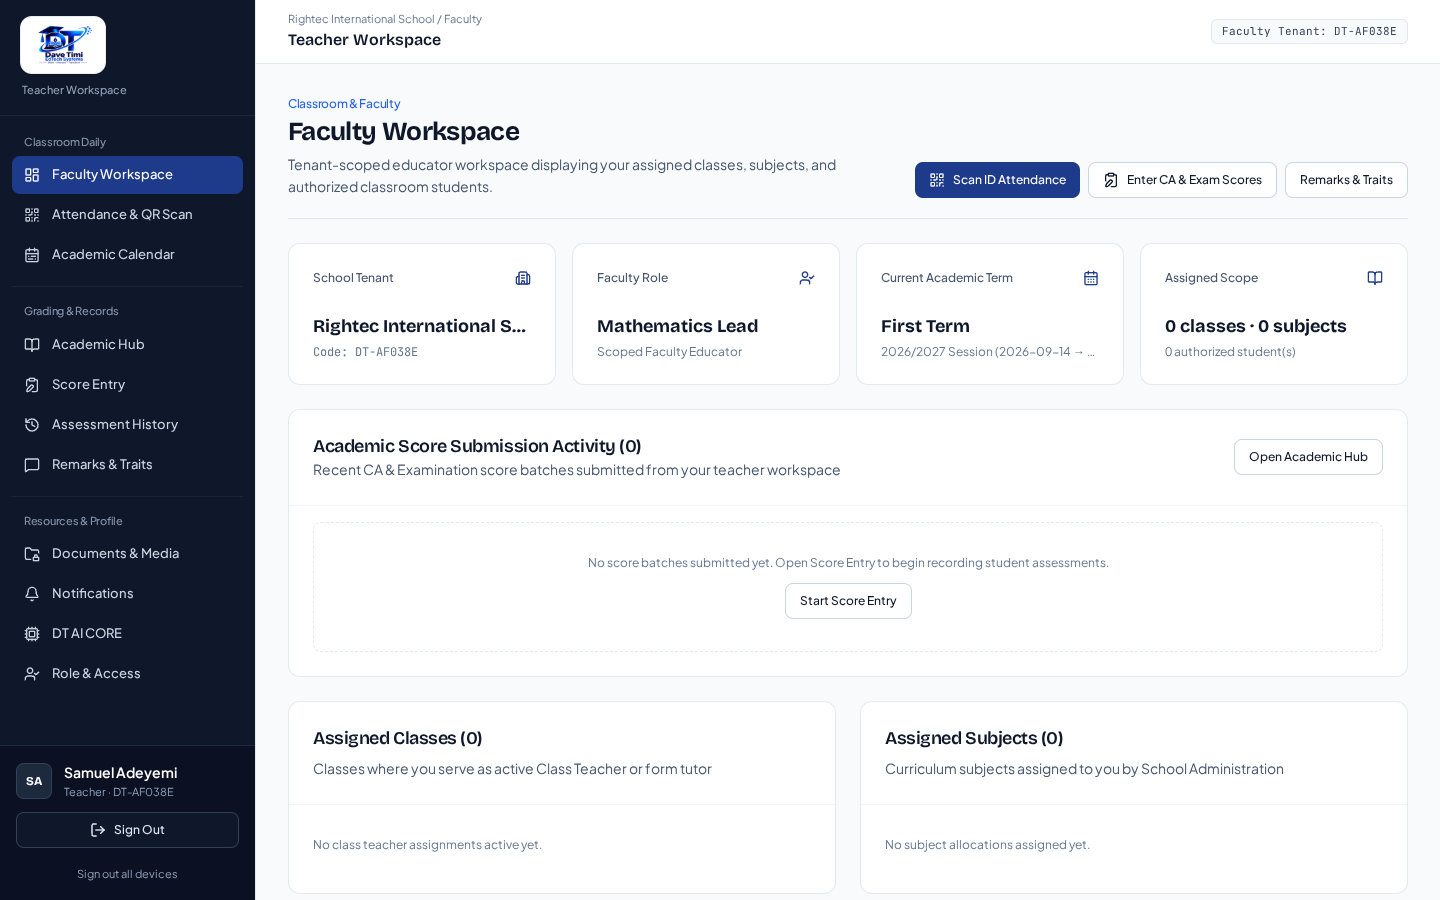 DT
Dave Timi
EdTech Systems
Teacher Workspace
Classroom Daily
Faculty Workspace
Attendance & QR Scan
Academic Calendar
Grading & Records
Academic Hub
Score Entry
Assessment History
Remarks & Traits
Resources & Profile
Documents & Media
Notifications
DT AI CORE
Role & Access
SA
Samuel Adeyemi
Teacher · DT-AF038E
Sign Out
Sign out all devices
Rightec International School / Faculty
Teacher Workspace
Faculty Tenant: DT-AF038E
Classroom & Faculty
Faculty Workspace
Tenant-scoped educator workspace displaying your assigned classes, subjects, and
authorized classroom students.
Scan ID Attendance
Enter CA & Exam Scores
Remarks & Traits
School Tenant
Rightec International S...
Code: DT-AF038E
Faculty Role
Mathematics Lead
Scoped Faculty Educator
Current Academic Term
First Term
2026/2027 Session (2026-09-14 → ...
Assigned Scope
0 classes · 0 subjects
0 authorized student(s)
Academic Score Submission Activity (0)
Recent CA & Examination score batches submitted from your teacher workspace
Open Academic Hub
No score batches submitted yet. Open Score Entry to begin recording student assessments.
Start Score Entry
Assigned Classes (0)
Classes where you serve as active Class Teacher or form tutor
No class teacher assignments active yet.
Assigned Subjects (0)
Curriculum subjects assigned to you by School Administration
No subject allocations assigned yet.